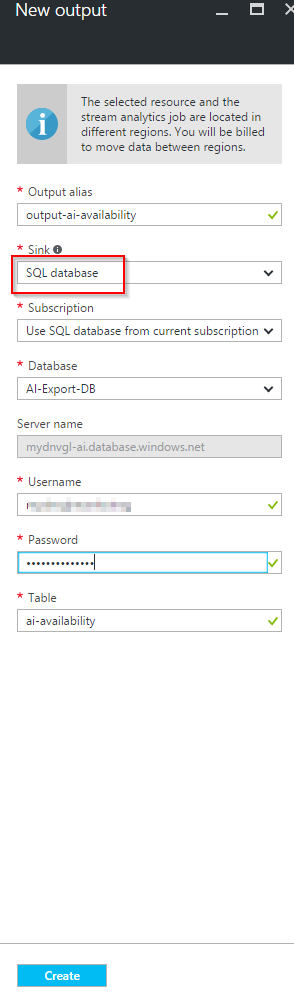 New output
The selected resource and the
stream analytics job are located in
different regions. You will be billed
to move data between regions.
* Output alias
output-ai-availability
* Sink
SQL database
* Subscription
Use SQL database from current subscription
* Database
AI-Export-DB
Server name
mydnvgl-ai.database.windows.net
* Username
* Password
••••••••••••••
* Table
ai-availability
Create